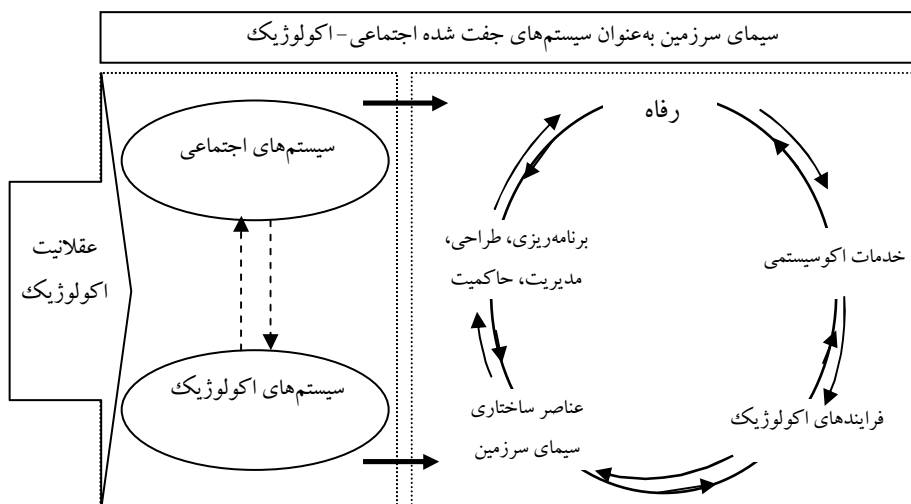 سیمای سرزمین به‌عنوان سیستم‌های جفت شده اجتماعی– اکولوژیک
عقلانیت
اکولوژیک
سیستم‌های اجتماعی
سیستم‌های اکولوژیک
رفاه
خدمات اکوسیستمی
فرایندهای اکولوژیک
عناصر ساختاری
سیمای سرزمین
برنامه‌ریزی، طراحی،
مدیریت، حاکمیت